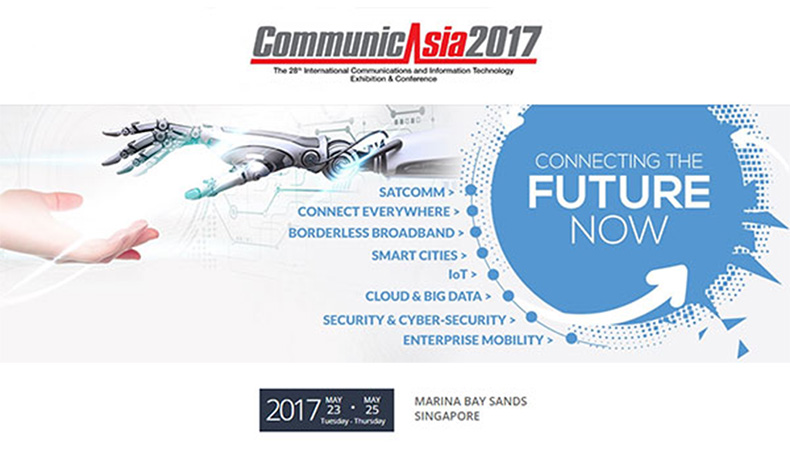 CommunicAsia2017
The 28th International Communications and Information Technology
Exhibition & Conference
CONNECTING THE
FUTURE
NOW
SATCOMM >
CONNECT EVERYWHERE >
BORDERLESS BROADBAND >
SMART CITIES >
IoT >
CLOUD & BIG DATA >
SECURITY & CYBER-SECURITY >
ENTERPRISE MOBILITY >
2017 MAY 23 Tuesday - MAY 25 Thursday
MARINA BAY SANDS
SINGAPORE